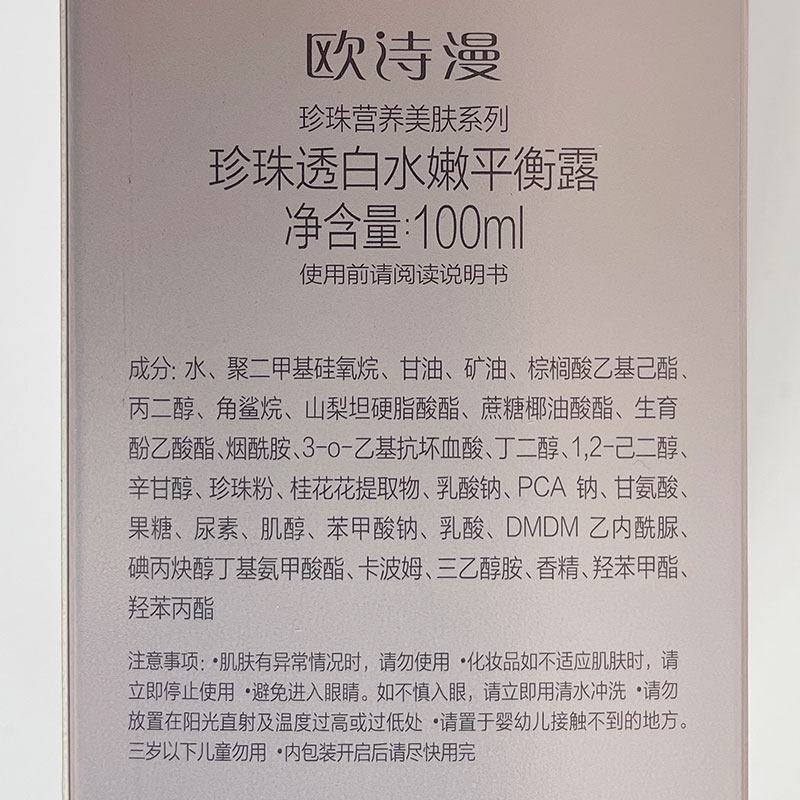 欧诗漫
珍珠营养美肤系列
珍珠透白水嫩平衡露
净含量:100ml
使用前请阅读说明书
成分: 水、聚二甲基硅氧烷、甘油、矿油、棕榈酸乙基己酯、
丙二醇、角鲨烷、山梨坦硬脂酸酯、蔗糖椰油酸酯、生育
酚乙酸酯、烟酰胺、3-o-乙基抗坏血酸、丁二醇、1,2-己二醇、
辛甘醇、珍珠粉、桂花花提取物、乳酸钠、PCA 钠、甘氨酸、
果糖、尿素、肌醇、苯甲酸钠、乳酸、DMDM 乙内酰脲、
碘丙炔醇丁基氨甲酸酯、卡波姆、三乙醇胺、香精、羟苯甲酯、
羟苯丙酯
注意事项: •肌肤有异常情况时，请勿使用 •化妆品如不适应肌肤时，请
立即停止使用 •避免进入眼睛。如不慎入眼，请立即用清水冲洗 •请勿
放置在阳光直射及温度过高或过低处 •请置于婴幼儿接触不到的地方。
三岁以下儿童勿用 •内包装开启后请尽快用完